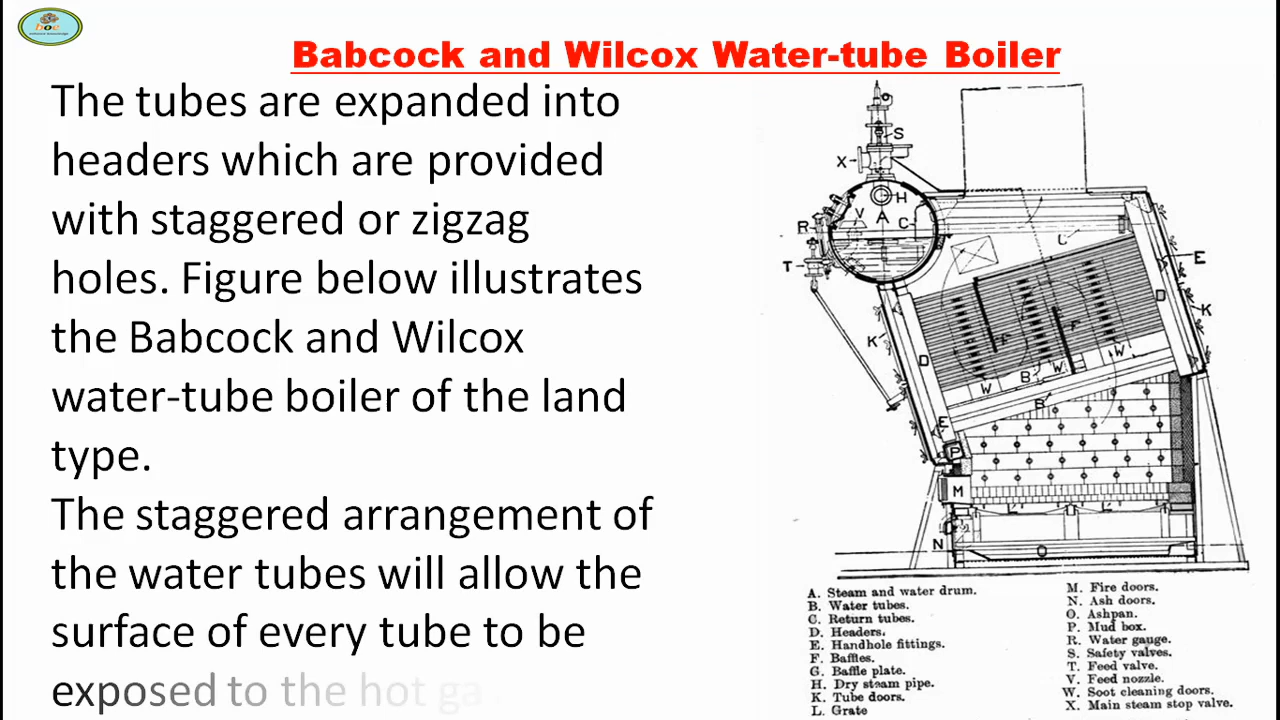 Babcock and Wilcox Water-tube Boiler
The tubes are expanded into
headers which are provided
with staggered or zigzag
holes. Figure below illustrates
the Babcock and Wilcox
water-tube boiler of the land
type.
The staggered arrangement of
the water tubes will allow the
surface of every tube to be
exposed to the hot ga
S
X
H
A
V
C
R
T
C
E
D
K
K
F
F
D
W
B
W
W
B
E
P
M
L
L
N
O
A. Steam and water drum.
B. Water tubes.
C. Return tubes.
D. Headers.
E. Handhole fittings.
F. Baffles.
G. Baffle plate.
H. Dry steam pipe.
K. Tube doors.
L. Grate
M. Fire doors.
N. Ash doors.
O. Ashpan.
P. Mud box.
R. Water gauge.
S. Safety valves.
T. Feed valve.
V. Feed nozzle.
W. Soot cleaning doors.
X. Main steam stop valve.